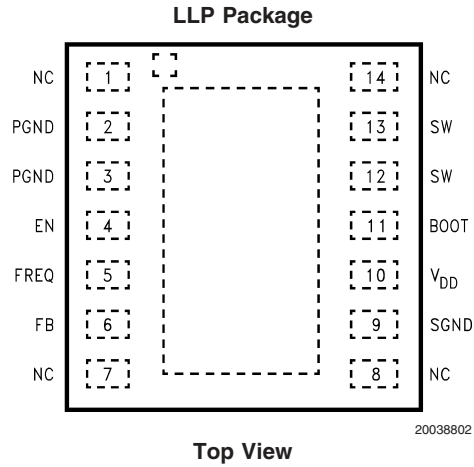 LLP Package
NC 1 14 NC
PGND 2 13 SW
PGND 3 12 SW
EN 4 11 BOOT
FREQ 5 10 VDD
FB 6 9 SGND
NC 7 8 NC
20038802
Top View